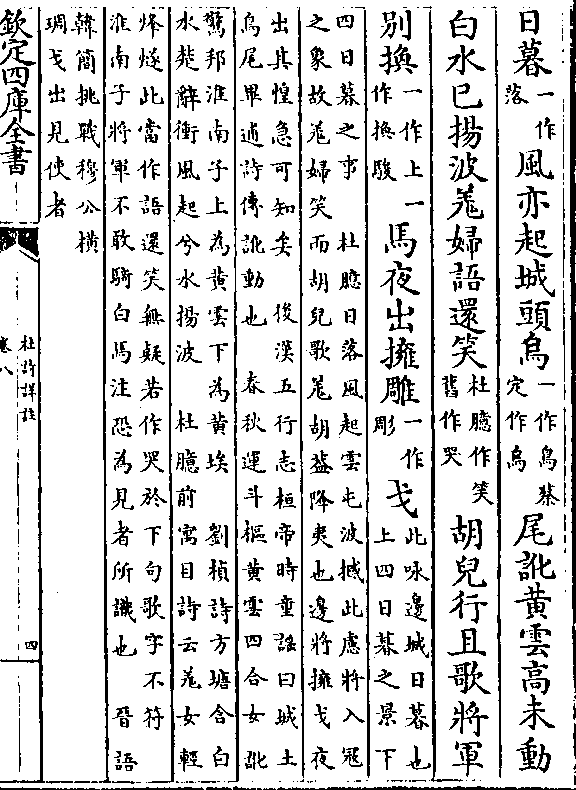 日暮一作落風亦起城頭烏一作鳥蔡定作烏尾訛黄雲高未動
白水已揚波羌婦語還笑杜臆作笑舊作哭胡兒行且歌將軍
别換一作上一作換駿馬夜出擁雕一作彫戈此咏邊城日暮也上四日暮之景下
四日暮之事　杜臆日落風起雲屯波撼此慮將入冦
之象故羌婦笑而胡兒歌羌胡葢降夷也邊將擁戈夜
出其惶急可知矣　後漢五行志桓帝時童謡曰城土
烏尾畢逋詩傳訛動也　春秋運斗樞黄雲四合女訛
驚邦淮南子上為黄雲下為黄埃　劉楨詩方塘含白
水楚辭衝風起兮水揚波　杜臆前寓目詩云羌女輕
烽燧此當作語還笑無疑若作哭於下句歌字不符
淮南子將軍不敢騎白馬注恐為見者所識也　晉語
韓簡挑戰穆公橫
琱戈出見使者
欽定四庫全書
杜詩詳註
卷八
四